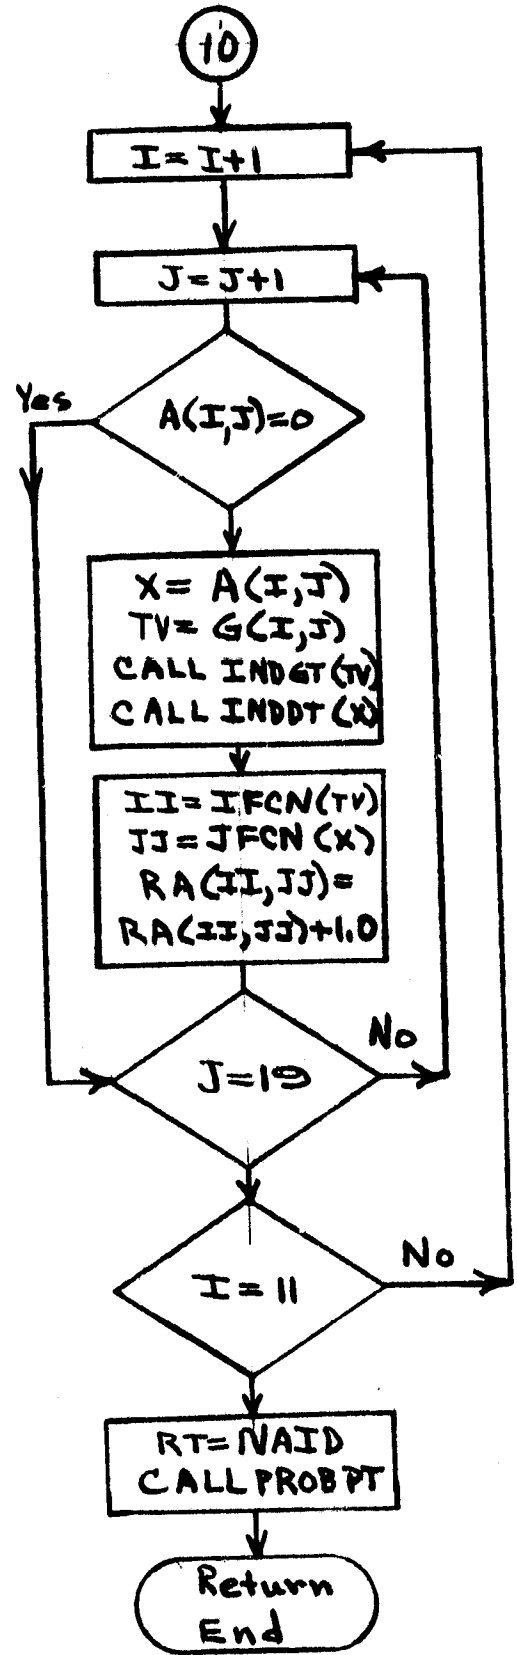 10
I = I+1
J = J+1
Yes
A(I,J)=0
X = A(I,J)
TV = G(I,J)
CALL INDGT(TV)
CALL INDDT(X)
II = IFCN(TV)
JJ = JFCN(X)
RA(II,JJ)=
RA(II,JJ)+1.0
No
J=19
No
I = 11
RT=NAID
CALL PROBPT
Return
End